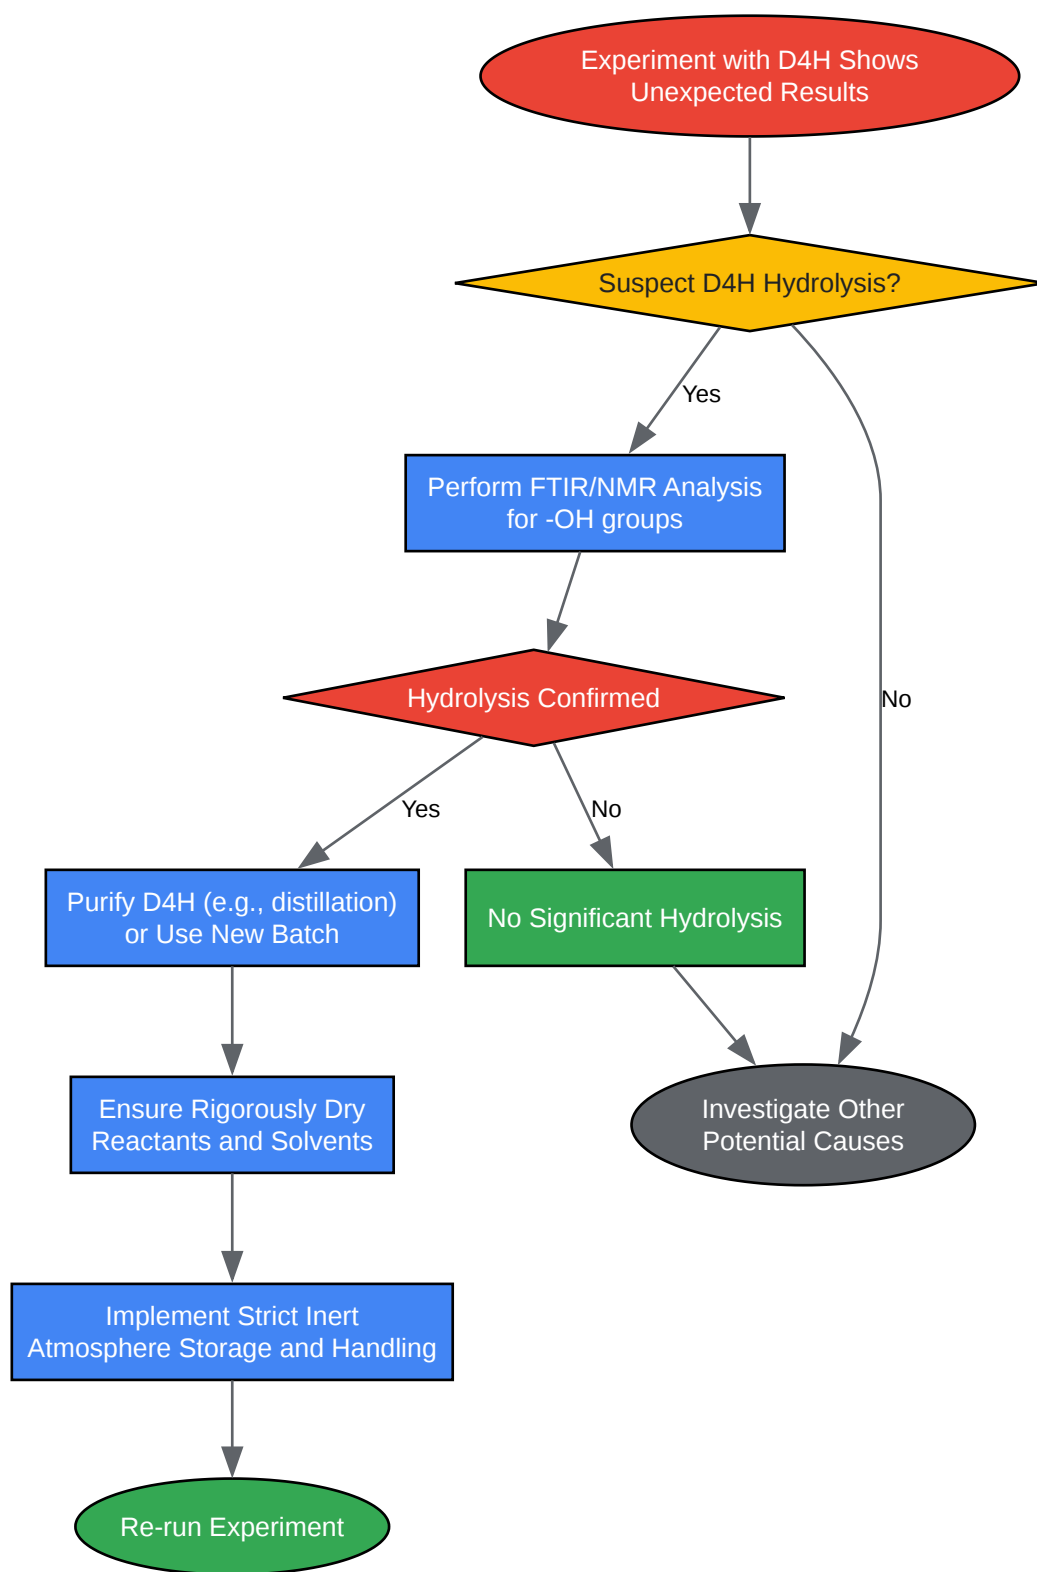 Experiment with D4H Shows
Unexpected Results
Suspect D4H Hydrolysis?
Yes
Perform FTIR/NMR Analysis
for -OH groups
Hydrolysis Confirmed
No
Yes
No
Purify D4H (e.g., distillation)
or Use New Batch
No Significant Hydrolysis
Ensure Rigorously Dry
Reactants and Solvents
Investigate Other
Potential Causes
Implement Strict Inert
Atmosphere Storage and Handling
Re-run Experiment